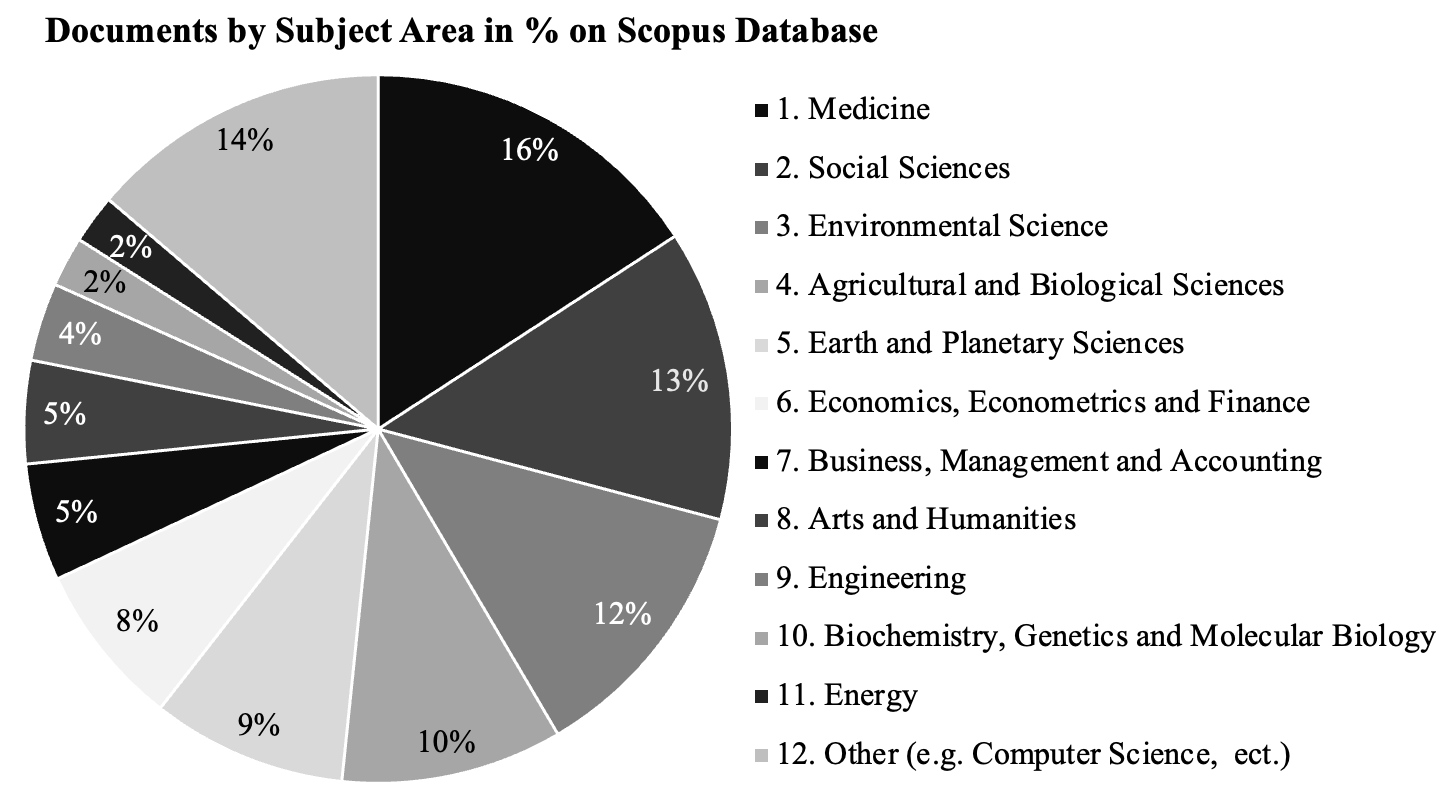 Documents by Subject Area in % on Scopus Database
16%
13%
12%
10%
9%
8%
5%
5%
4%
2%
2%
14%
1. Medicine
2. Social Sciences
3. Environmental Science
4. Agricultural and Biological Sciences
5. Earth and Planetary Sciences
6. Economics, Econometrics and Finance
7. Business, Management and Accounting
8. Arts and Humanities
9. Engineering
10. Biochemistry, Genetics and Molecular Biology
11. Energy
12. Other (e.g. Computer Science, ect.)